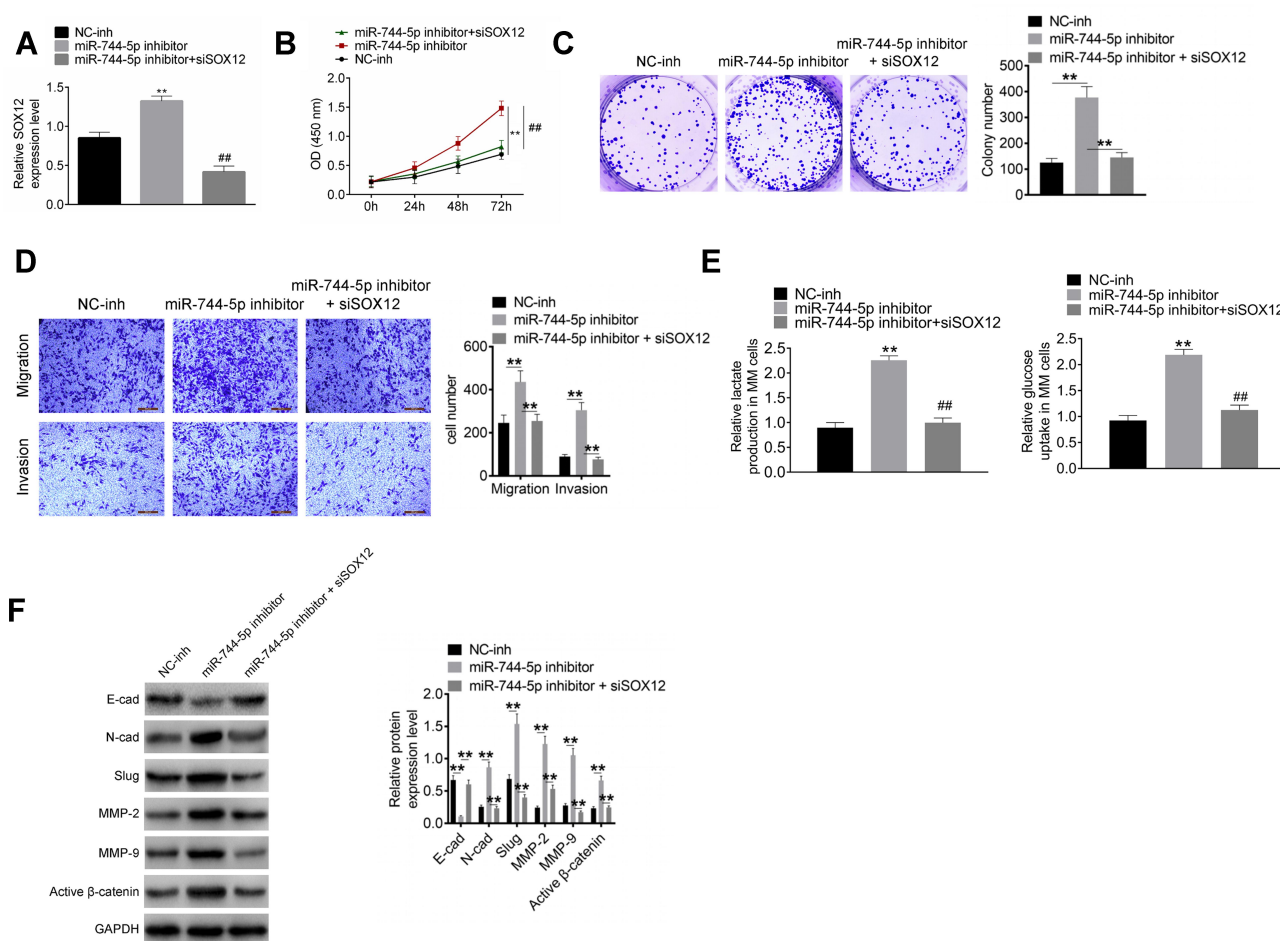 A
NC-inh
miR-744-5p inhibitor
miR-744-5p inhibitor+siSOX12
Relative SOX12
expression level
1.5
1.0
0.5
0.0
**
##
B
miR-744-5p inhibitor+siSOX12
miR-744-5p inhibitor
NC-inh
OD (450 nm)
2.0
1.5
1.0
0.5
0.0
0h
24h
48h
72h
**
##
C
NC-inh
miR-744-5p inhibitor
miR-744-5p inhibitor
+ siSOX12
NC-inh
miR-744-5p inhibitor
miR-744-5p inhibitor + siSOX12
Colony number
500
400
300
200
100
0
**
**
D
NC-inh
miR-744-5p inhibitor
miR-744-5p inhibitor
+ siSOX12
Migration
Invasion
NC-inh
miR-744-5p inhibitor
miR-744-5p inhibitor + siSOX12
cell number
600
400
200
0
**
**
**
**
Migration
Invasion
E
NC-inh
miR-744-5p inhibitor
miR-744-5p inhibitor+siSOX12
Relative lactate
production in MM cells
2.5
2.0
1.5
1.0
0.5
0.0
**
##
NC-inh
miR-744-5p inhibitor
miR-744-5p inhibitor+siSOX12
Relative glucose
uptake in MM cells
2.5
2.0
1.5
1.0
0.5
0.0
**
##
F
NC-inh
miR-744-5p inhibitor
miR-744-5p inhibitor + siSOX12
E-cad
N-cad
Slug
MMP-2
MMP-9
Active β-catenin
GAPDH
NC-inh
miR-744-5p inhibitor
miR-744-5p inhibitor + siSOX12
Relative protein
expression level
2.0
1.5
1.0
0.5
0.0
**
**
**
**
**
**
**
**
**
**
**
**
E-cad
N-cad
Slug
MMP-2
MMP-9
Active β-catenin